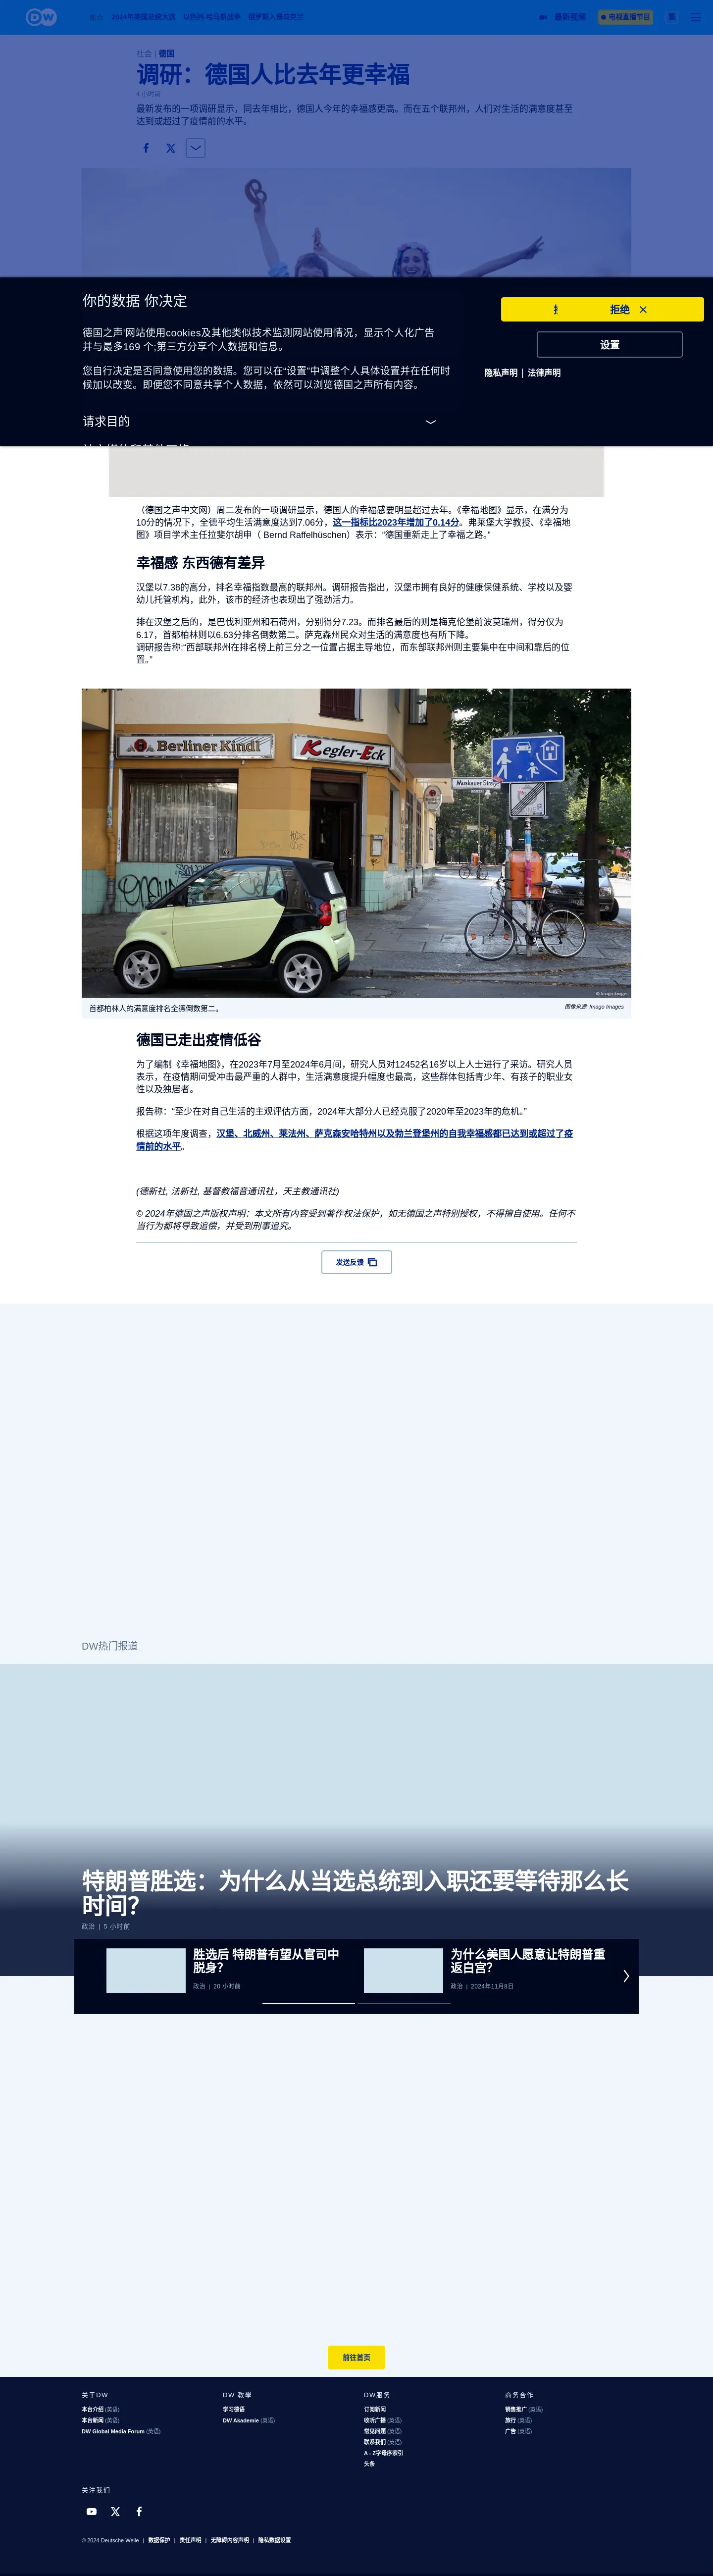 DW
焦点 2024年美国总统大选 以色列-哈马斯战争 俄罗斯入侵乌克兰
最新视频
电视直播节目
繁
社会 | 德国
调研：德国人比去年更幸福
4 小时前
最新发布的一项调研显示，同去年相比，德国人今年的幸福感更高。而在五个联邦州，人们对生活的满意度甚至
达到或超过了疫情前的水平。
你的数据 你决定
拒绝
德国之声'网站使用cookies及其他类似技术监测网站使用情况，显示个人化广告
并与最多169 个;第三方分享个人数据和信息。
设置
您自行决定是否同意使用您的数据。您可以在“设置”中调整个人具体设置并在任何时
候加以改变。即便您不同意共享个人数据，依然可以浏览德国之声所有内容。
隐私声明 | 法律声明
请求目的
（德国之声中文网）周二发布的一项调研显示，德国人的幸福感要明显超过去年。《幸福地图》显示，在满分为
10分的情况下，全德平均生活满意度达到7.06分，这一指标比2023年增加了0.14分。弗莱堡大学教授、《幸福地
图》项目学术主任拉斐尔胡申（ Bernd Raffelhüschen）表示：“德国重新走上了幸福之路。”
幸福感 东西德有差异
汉堡以7.38的高分，排名幸福指数最高的联邦州。调研报告指出，汉堡市拥有良好的健康保健系统、学校以及婴
幼儿托管机构，此外，该市的经济也表现出了强劲活力。
排在汉堡之后的，是巴伐利亚州和石荷州，分别得分7.23。而排名最后的则是梅克伦堡前波莫瑞州，得分仅为
6.17，首都柏林则以6.63分排名倒数第二。萨克森州民众对生活的满意度也有所下降。
调研报告称:"西部联邦州在排名榜上前三分之一位置占据主导地位，而东部联邦州则主要集中在中间和靠后的位
置。”
Berliner Kindl
Kegler-Eck
Muskauer Straße
© Imago Images
首都柏林人的满意度排名全德倒数第二。
图像来源: Imago Images
德国已走出疫情低谷
为了编制《幸福地图》，在2023年7月至2024年6月间，研究人员对12452名16岁以上人士进行了采访。研究人员
表示，在疫情期间受冲击最严重的人群中，生活满意度提升幅度也最高，这些群体包括青少年、有孩子的职业女
性以及独居者。
报告称：“至少在对自己生活的主观评估方面，2024年大部分人已经克服了2020年至2023年的危机。”
根据这项年度调查，汉堡、北威州、莱法州、萨克森安哈特州以及勃兰登堡州的自我幸福感都已达到或超过了疫
情前的水平。
(德新社, 法新社, 基督教福音通讯社，天主教通讯社)
© 2024年德国之声版权声明：本文所有内容受到著作权法保护，如无德国之声特别授权，不得擅自使用。任何不
当行为都将导致追偿，并受到刑事追究。
发送反馈
DW热门报道
特朗普胜选：为什么从当选总统到入职还要等待那么长
时间？
政治 | 5 小时前
胜选后 特朗普有望从官司中
脱身？
政治 | 20 小时前
为什么美国人愿意让特朗普重
返白宫？
政治 | 2024年11月8日
前往首页
关于DW
本台介绍 (英语)
本台新闻 (英语)
DW Global Media Forum (英语)
DW 教學
学习德语
DW Akademie (英语)
DW服务
订阅新闻
收听广播 (英语)
常见问题 (英语)
联系我们 (英语)
A - Z字母序索引
头条
商务合作
销售推广 (英语)
旅行 (英语)
广告 (英语)
关注我们
© 2024 Deutsche Welle | 数据保护 | 责任声明 | 无障碍内容声明 | 隐私数据设置